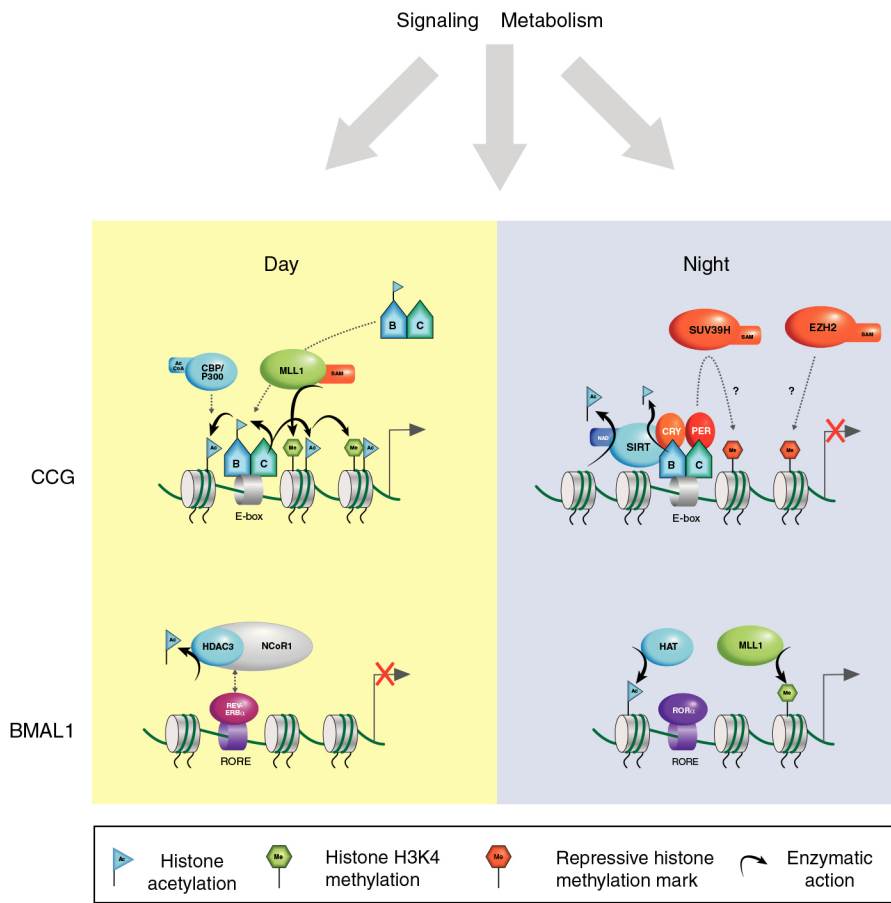 Signaling Metabolism
Day
Night
B C
SUV39H
SAM
EZH2
SAM
Ac
CoA
CBP/
P300
MLL1
SAM
?
?
Ac
Ac
NAD
SIRT
CRY
PER
CCG
Ac
B C
Me
Ac
Me
Ac
E-box
B C
Me
Me
E-box
Ac
HDAC3
NCoR1
HAT
MLL1
REV-
ERBα
RORE
Ac
RORα
Me
RORE
BMAL1
Ac
Histone
acetylation
Me
Histone H3K4
methylation
Me
Repressive histone
methylation mark
Enzymatic
action